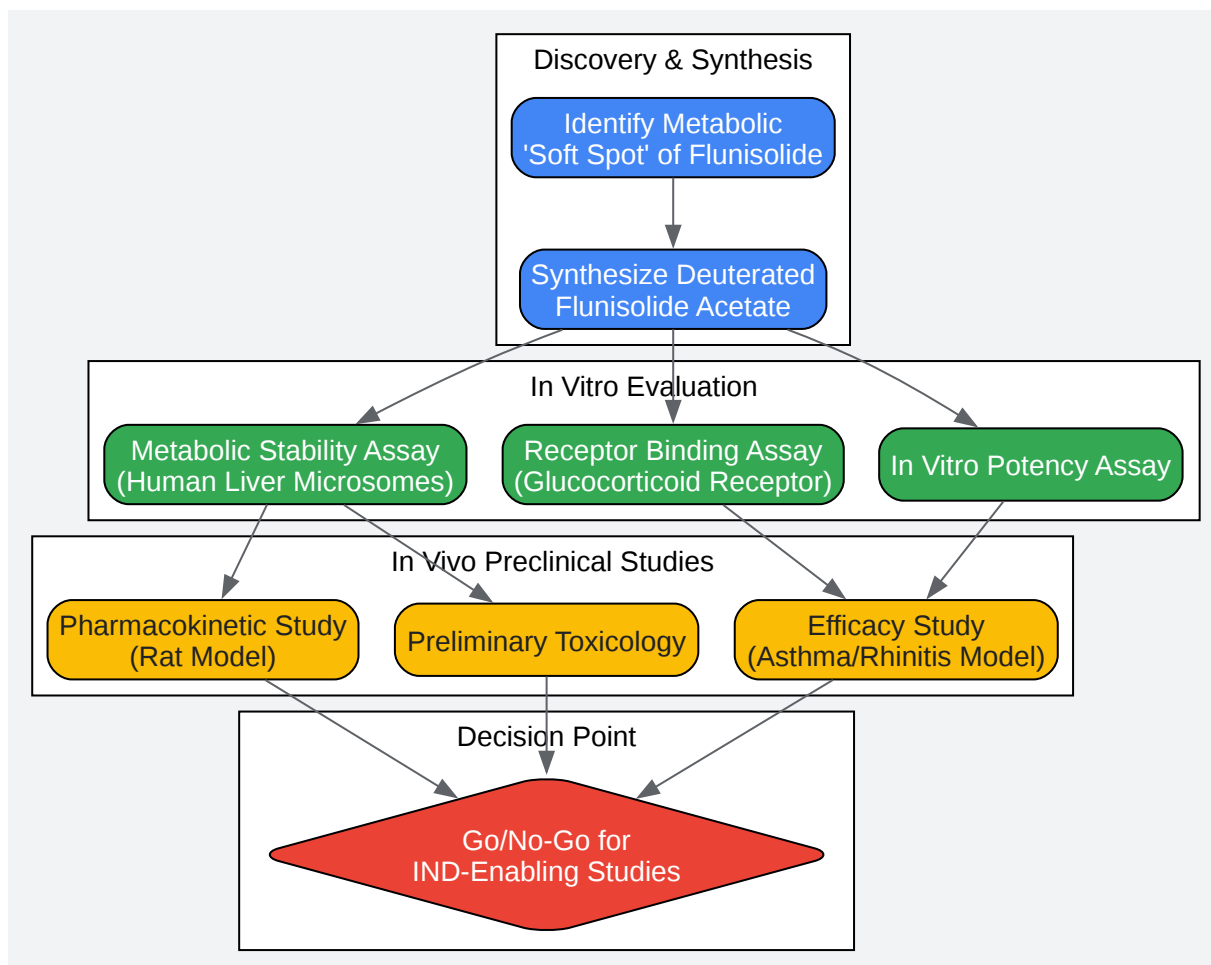 Discovery & Synthesis
Identify Metabolic
'Soft Spot' of Flunisolide
Synthesize Deuterated
Flunisolide Acetate
In Vitro Evaluation
Metabolic Stability Assay
(Human Liver Microsomes)
Receptor Binding Assay
(Glucocorticoid Receptor)
In Vitro Potency Assay
In Vivo Preclinical Studies
Pharmacokinetic Study
(Rat Model)
Preliminary Toxicology
Efficacy Study
(Asthma/Rhinitis Model)
Decision Point
Go/No-Go for
IND-Enabling Studies